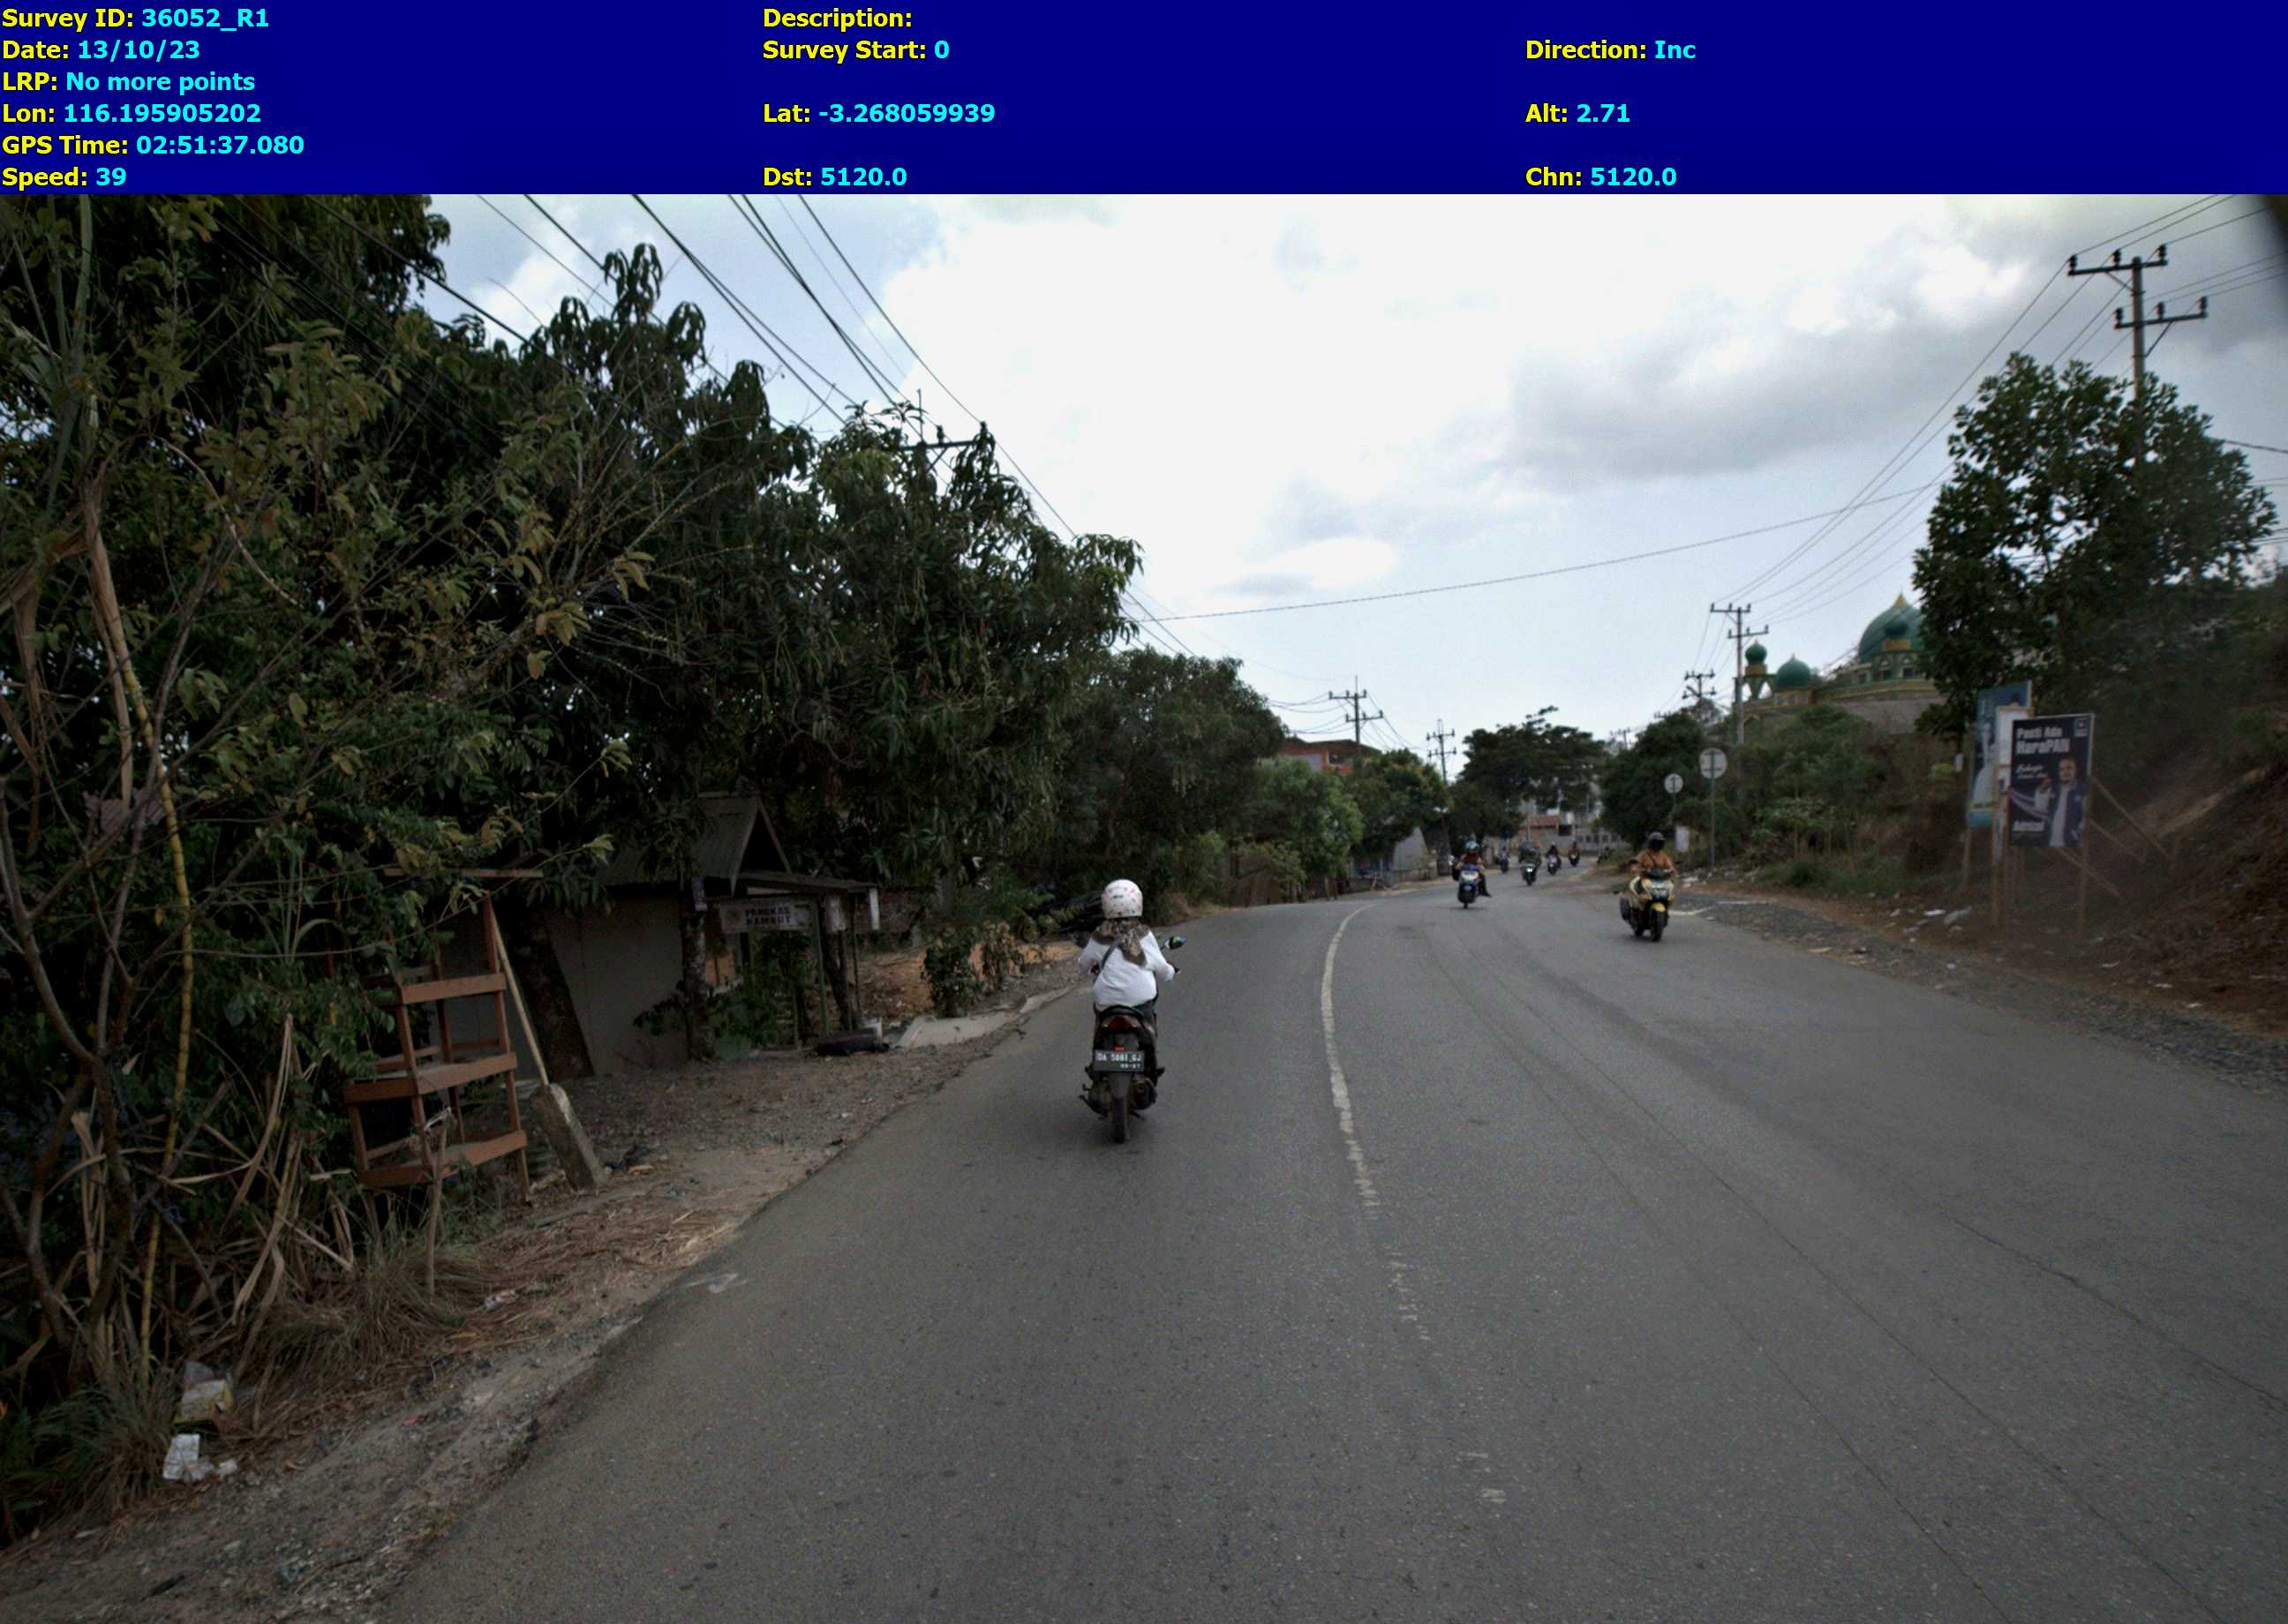 Survey ID: 36052_R1
Description:
Date: 13/10/23
Survey Start: 0
Direction: Inc
LRP: No more points
Lon: 116.195905202
Lat: -3.268059939
Alt: 2.71
GPS Time: 02:51:37.080
Speed: 39
Dst: 5120.0
Chn: 5120.0
Pasti Ada
HaraPAN
PANGKAS
RAMBUT